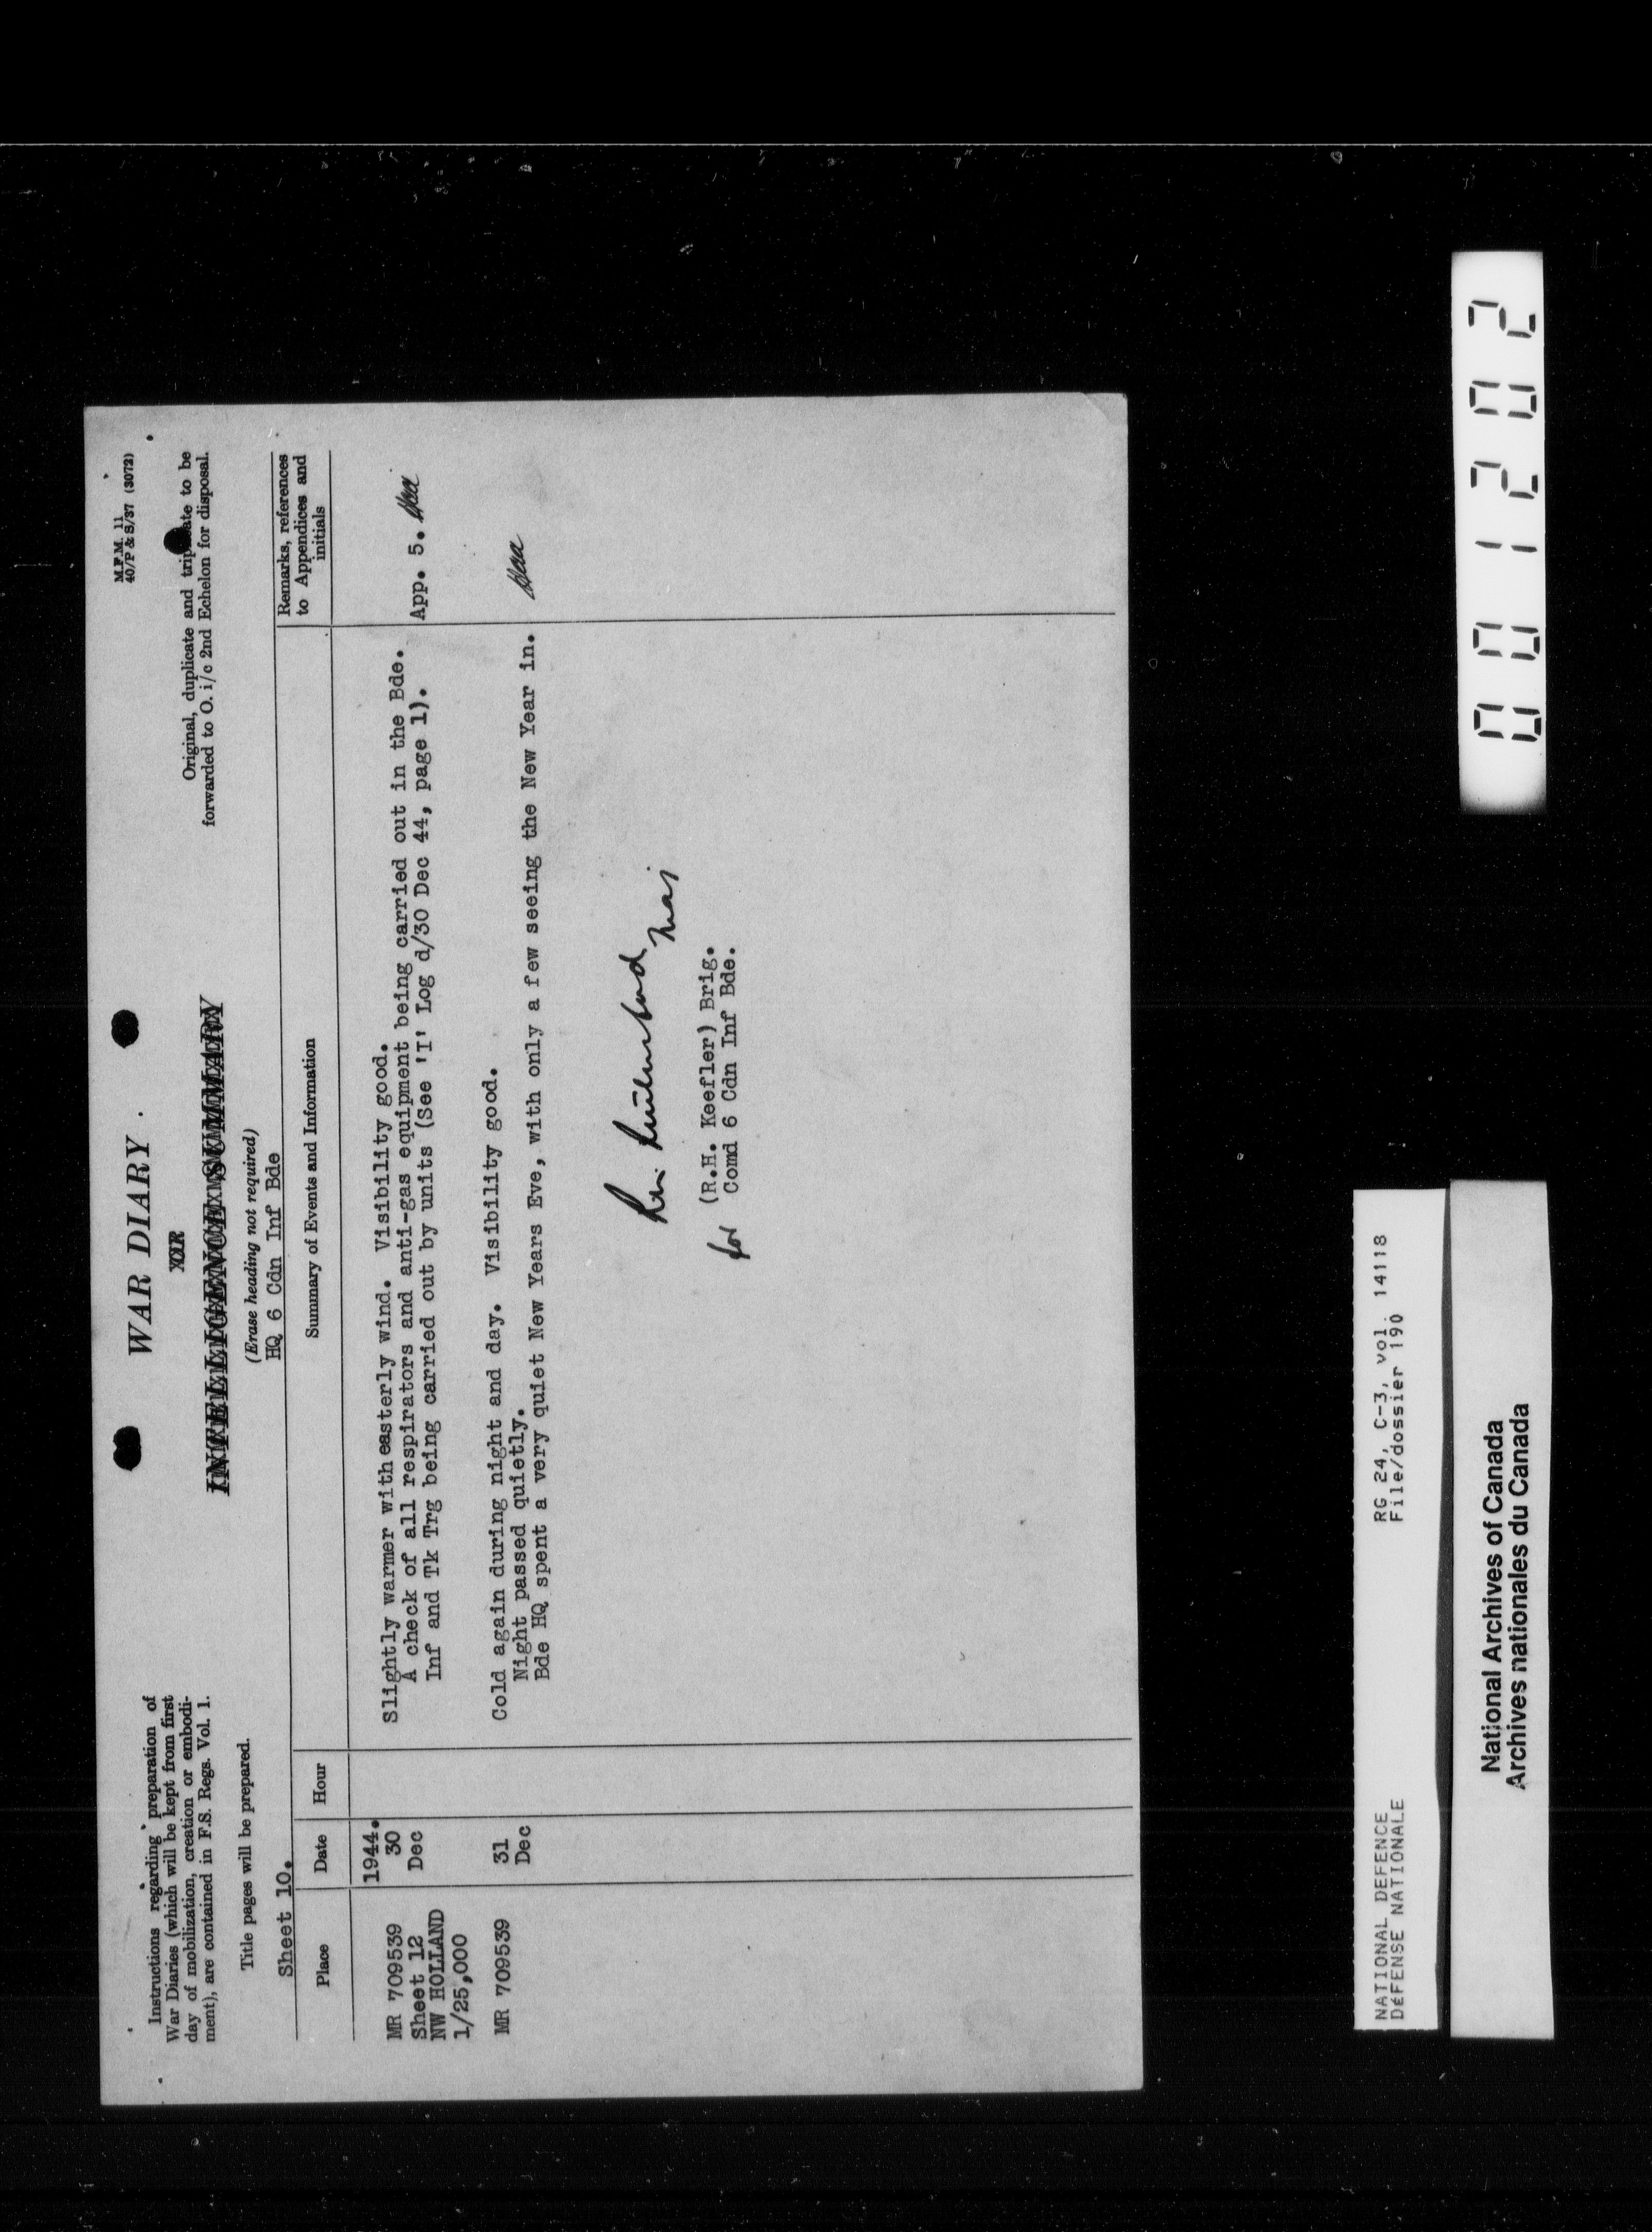 M.F.M. 11
40/P & S/37 (3072)
Instructions regarding preparation of
War Diaries (which will be kept from first
day of mobilization, creation or embodi-
ment), are contained in F.S. Regs. Vol. 1.
Title pages will be prepared.
WAR DIARY
OR
INTELLIGENCE SUMMARY
(Erase heading not required)
HQ 6 Cdn Inf Bde
Original, duplicate and triplicate to be
forwarded to O. i/c 2nd Echelon for disposal.
Sheet 10.
Place Date Hour Summary of Events and Information Remarks, references
to Appendices and
initials
1944.
MR 709539 30 Slightly warmer with easterly wind. Visibility good.
Sheet 12 Dec A check of all respirators and anti-gas equipment being carried out in the Bde.
NW HOLLAND Inf and Tk Trg being carried out by units (See 'I' Log d/30 Dec 44, page 1). App. 5.
1/25,000
MR 709539 31 Cold again during night and day. Visibility good.
Dec Night passed quietly.
Bde HQ spent a very quiet New Years Eve, with only a few seeing the New Year in.
Maj
for (R.H. Keefler) Brig.
Comd 6 Cdn Inf Bde.
NATIONAL DEFENCE RG 24, C-3, vol. 14118
DÉFENSE NATIONALE File/dossier 190
National Archives of Canada
Archives nationales du Canada
001202